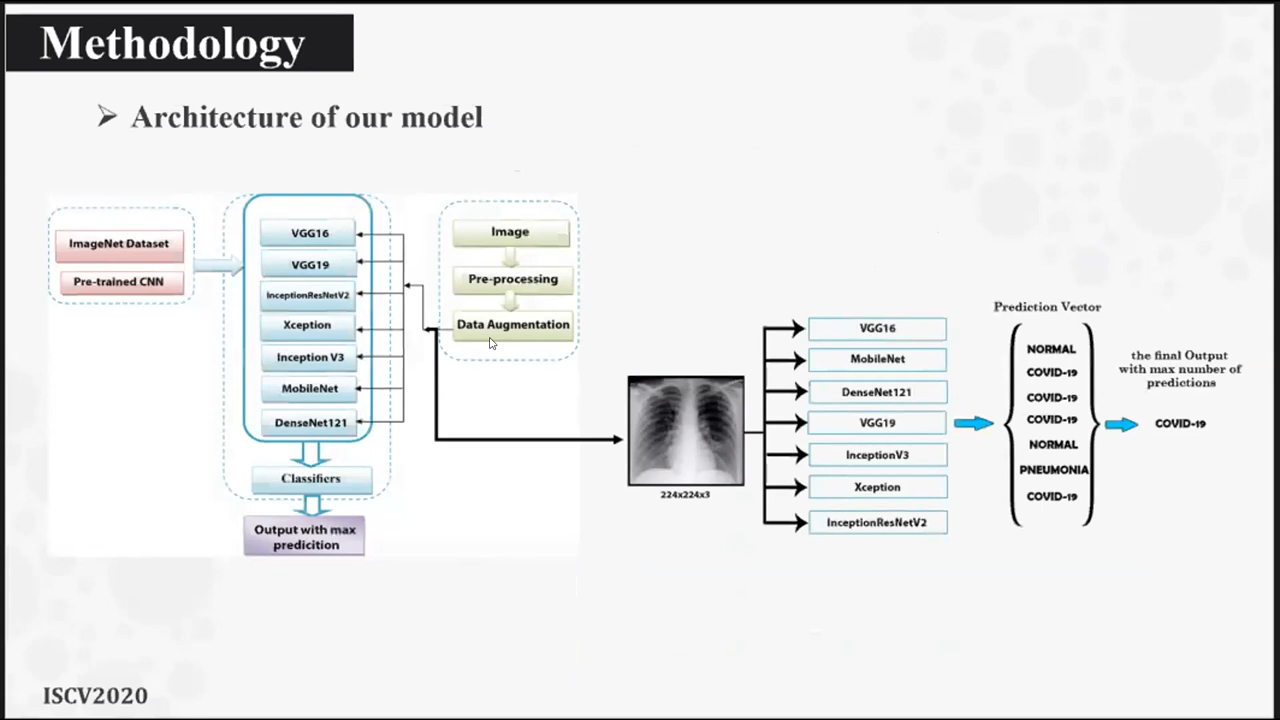 Methodology
➢ Architecture of our model
ImageNet Dataset
Pre-trained CNN
VGG16
VGG19
InceptionResNetV2
Xception
Inception V3
MobileNet
DenseNet121
Classifiers
Output with max
predicition
Image
Pre-processing
Data Augmentation
224x224x3
VGG16
MobileNet
DenseNet121
VGG19
InceptionV3
Xception
InceptionResNetV2
Prediction Vector
NORMAL
COVID-19
COVID-19
COVID-19
NORMAL
PNEUMONIA
COVID-19
the final Output
with max number of
predictions
COVID-19
ISCV2020